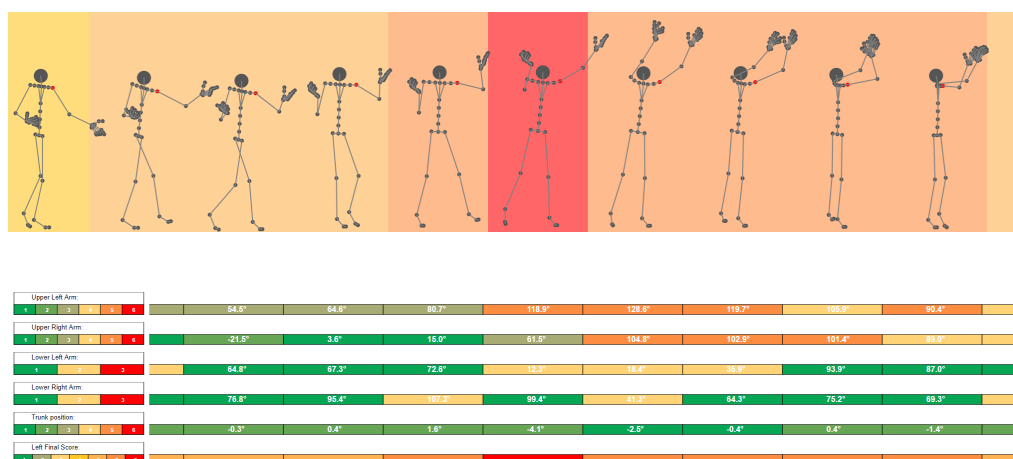 Upper Left Arm:
1 2 3 4 5 6 54.5° 64.6° 80.7° 118.9° 128.6° 119.7° 105.9° 90.4°
Upper Right Arm:
1 2 3 4 5 6 -21.5° 3.6° 15.0° 61.5° 104.8° 102.9° 101.4° 89.0°
Lower Left Arm:
1 2 3 64.8° 67.3° 72.6° 12.3° 18.4° 35.9° 93.9° 87.0°
Lower Right Arm:
1 2 3 76.8° 95.4° 107.3° 99.4° 41.3° 64.3° 75.2° 69.3°
Trunk position:
1 2 3 4 5 6 -0.3° 0.4° 1.6° -4.1° -2.5° -0.4° 0.4° -1.4°
Left Final Score: